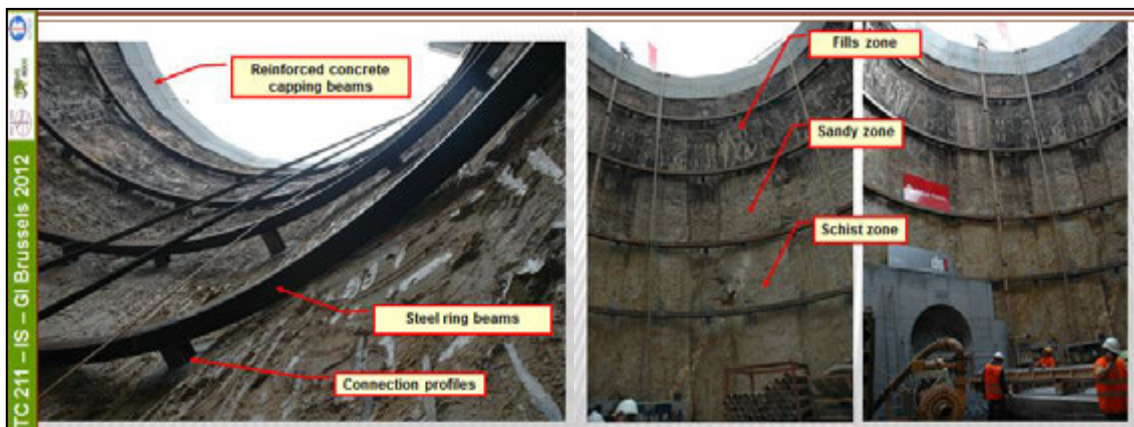 TC 211 – IS – GI Brussels 2012
Reinforced concrete
capping beams
Steel ring beams
Connection profiles
Fills zone
Sandy zone
Schist zone